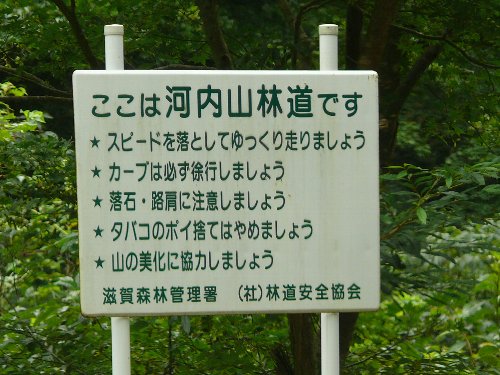 ここは河内山林道です
★スピードを落としてゆっくり走りましょう
★カーブは必ず徐行しましょう
★落石・路肩に注意しましょう
★タバコのポイ捨てはやめましょう
★山の美化に協力しましょう
滋賀森林管理署 (社)林道安全協会